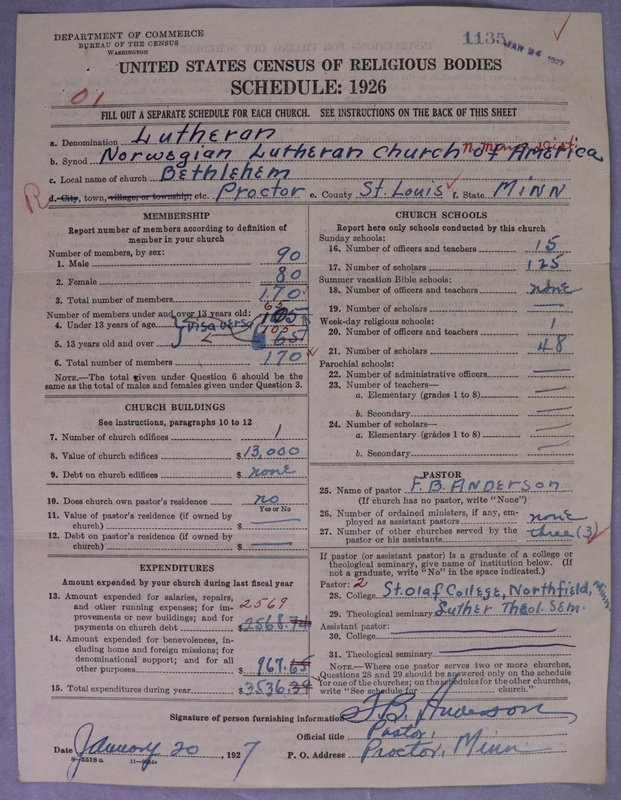 DEPARTMENT OF COMMERCE
BUREAU OF THE CENSUS
WASHINGTON
1135 JAN 24 1927
UNITED STATES CENSUS OF RELIGIOUS BODIES
SCHEDULE: 1926
01
FILL OUT A SEPARATE SCHEDULE FOR EACH CHURCH. SEE INSTRUCTIONS ON THE BACK OF THIS SHEET
a. Denomination Lutheran
b. Synod Norwegian Lutheran Church of America
c. Local name of church Bethlehem
R d. City, town, village, or township, etc. Proctor e. County St. Louis f. State MINN
MEMBERSHIP
Report number of members according to definition of member in your church
Number of members, by sex:
1. Male 90
2. Female 80
3. Total number of members 170
Number of members under and over 13 years old:
65
4. Under 13 years of age 105
visa versa
105
5. 13 years old and over 65
6. Total number of members 170
NOTE.—The total given under Question 6 should be the same as the total of males and females given under Question 3.
CHURCH BUILDINGS
See instructions, paragraphs 10 to 12
7. Number of church edifices 1
8. Value of church edifices $13,000
9. Debt on church edifices $ none
10. Does church own pastor's residence no
Yes or No
11. Value of pastor's residence (if owned by church) $ —
12. Debt on pastor's residence (if owned by church) $ —
EXPENDITURES
Amount expended by your church during last fiscal year
13. Amount expended for salaries, repairs, and other running expenses; for improvements or new buildings; and for payments on church debt $2568.74
2569
14. Amount expended for benevolences, including home and foreign missions; for denominational support; and for all other purposes $967.65
15. Total expenditures during year $3536.39
CHURCH SCHOOLS
Report here only schools conducted by this church
Sunday schools:
16. Number of officers and teachers 15
17. Number of scholars 125
Summer vacation Bible schools:
18. Number of officers and teachers none
19. Number of scholars —
Week-day religious schools:
20. Number of officers and teachers 1
21. Number of scholars 48
Parochial schools:
22. Number of administrative officers —
23. Number of teachers—
a. Elementary (grades 1 to 8) —
b. Secondary —
24. Number of scholars—
a. Elementary (grades 1 to 8) —
b. Secondary —
PASTOR
25. Name of pastor F. B. ANDERSON
(If church has no pastor, write "None")
26. Number of ordained ministers, if any, employed as assistant pastors none
27. Number of other churches served by the pastor or his assistants three (3)
If pastor (or assistant pastor) is a graduate of a college or theological seminary, give name of institution below. (If not a graduate, write "No" in the space indicated.)
Pastor: 2
28. College St. Olaf College, Northfield, Minn
29. Theological seminary Luther Theol. Sem.
Assistant pastor:
30. College
31. Theological seminary
NOTE.—Where one pastor serves two or more churches, Questions 28 and 29 should be answered only on the schedule for one of the churches; on the schedules for the other churches, write "See schedule for ........ church."
Signature of person furnishing information F. B. Anderson
Official title Pastor,
Date January 20, 1927 P. O. Address Proctor, Minn.